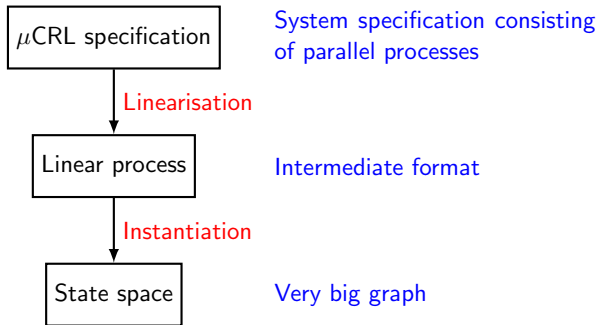 μCRL specification
System specification consisting
of parallel processes
Linearisation
Linear process
Intermediate format
Instantiation
State space
Very big graph